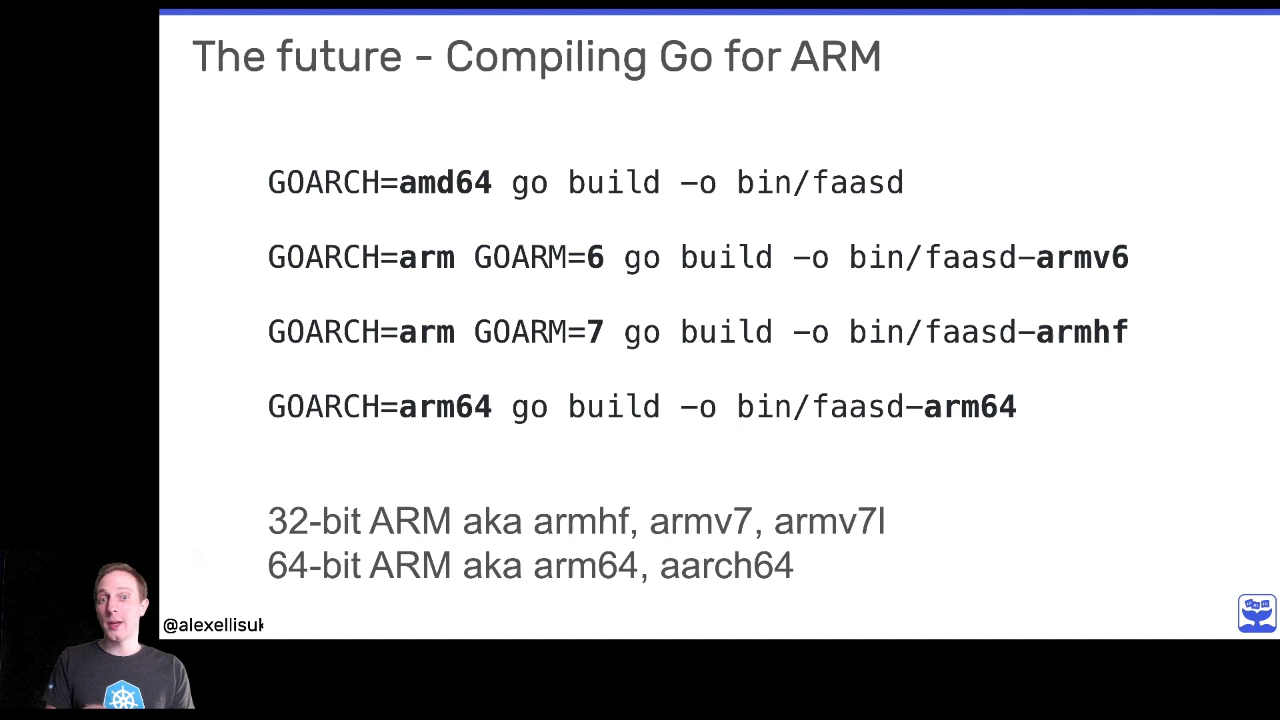 The future - Compiling Go for ARM
GOARCH=amd64 go build -o bin/faasd
GOARCH=arm GOARM=6 go build -o bin/faasd-armv6
GOARCH=arm GOARM=7 go build -o bin/faasd-armhf
GOARCH=arm64 go build -o bin/faasd-arm64
32-bit ARM aka armhf, armv7, armv7l
64-bit ARM aka arm64, aarch64
@alexellisuk